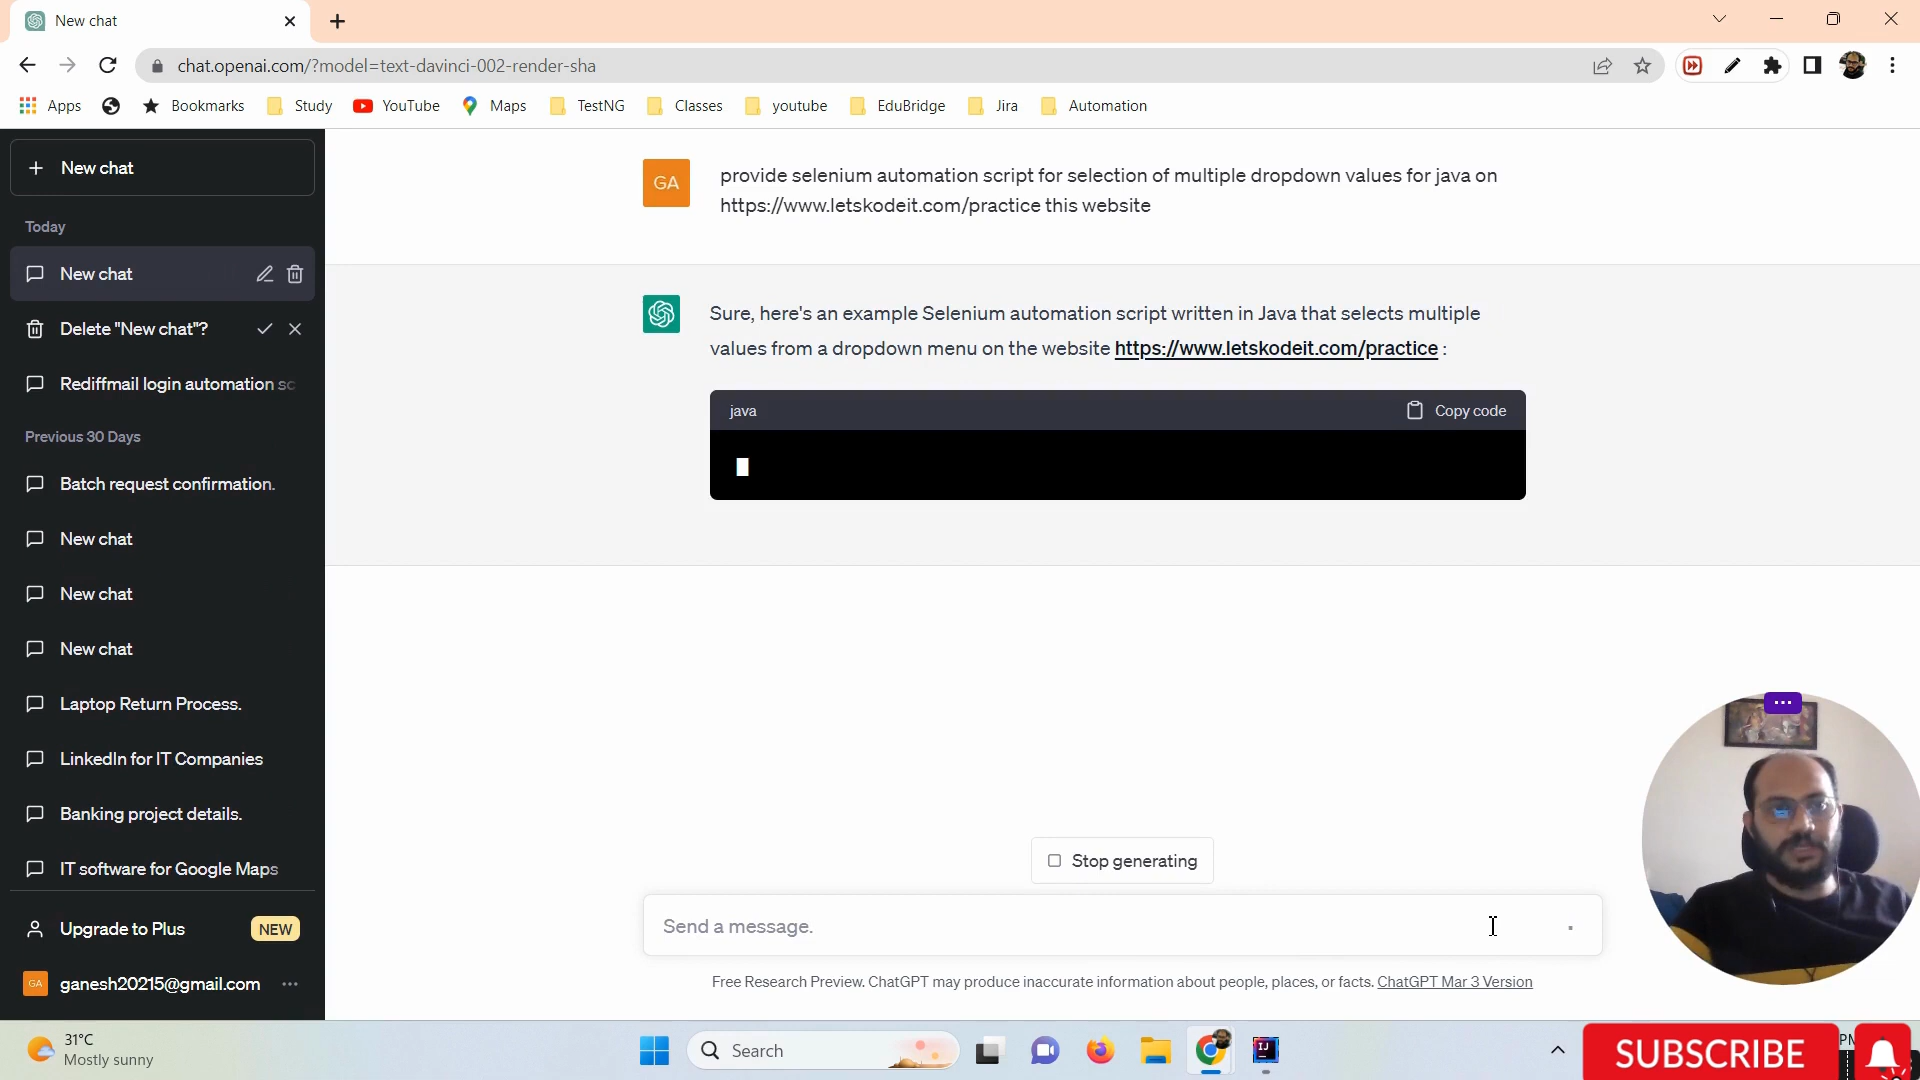 New chat
chat.openai.com/?model=text-davinci-002-render-sha
Apps
Bookmarks
Study
YouTube
Maps
TestNG
Classes
youtube
EduBridge
Jira
Automation
New chat
Today
New chat
Delete "New chat"?
Rediffmail login automation sc
Previous 30 Days
Batch request confirmation.
New chat
New chat
New chat
Laptop Return Process.
LinkedIn for IT Companies
Banking project details.
IT software for Google Maps
Upgrade to Plus NEW
GA ganesh20215@gmail.com
GA
provide selenium automation script for selection of multiple dropdown values for java on
https://www.letskodeit.com/practice this website
Sure, here's an example Selenium automation script written in Java that selects multiple
values from a dropdown menu on the website https://www.letskodeit.com/practice :
java
Copy code
Stop generating
Send a message.
Free Research Preview. ChatGPT may produce inaccurate information about people, places, or facts. ChatGPT Mar 3 Version
31°C
Mostly sunny
Search
IJ
SUBSCRIBE